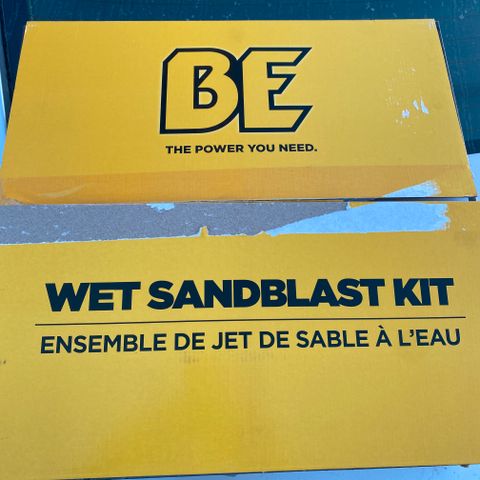 BE
THE POWER YOU NEED.
WET SANDBLAST KIT
ENSEMBLE DE JET DE SABLE À L'EAU